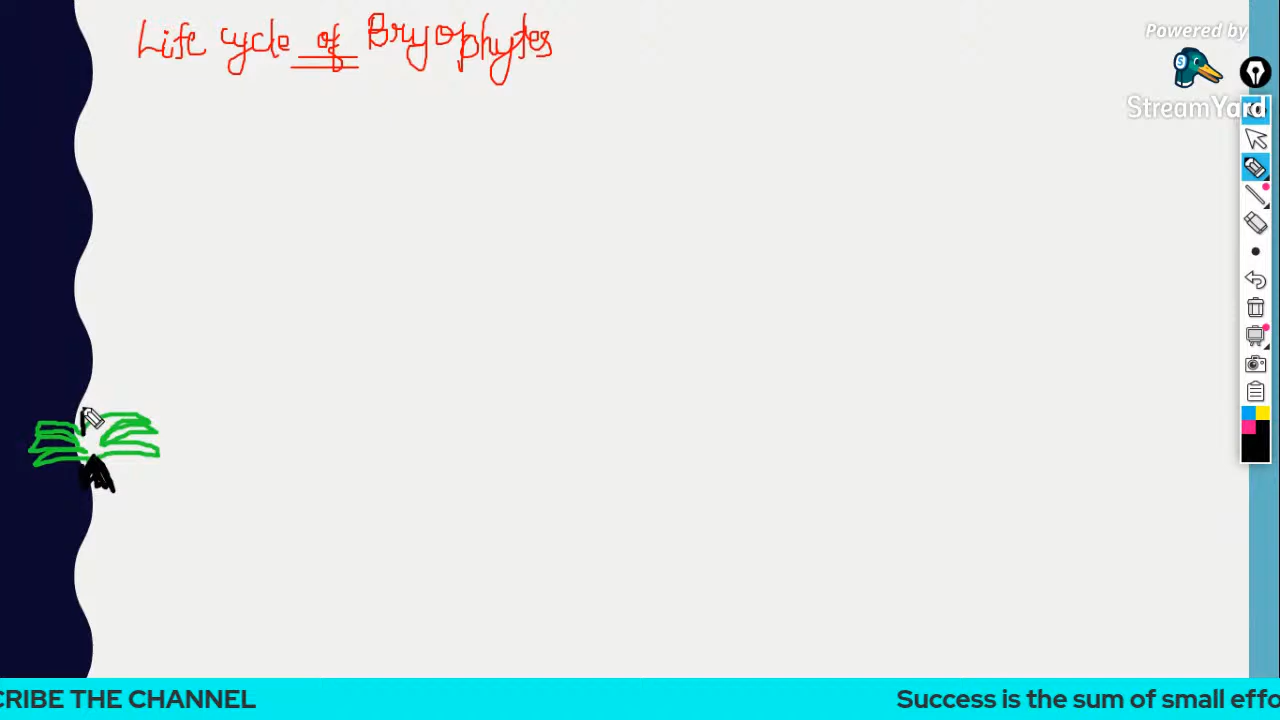 Life cycle of Bryophytes
Powered by
StreamYard
CRIBE THE CHANNEL
Success is the sum of small effo